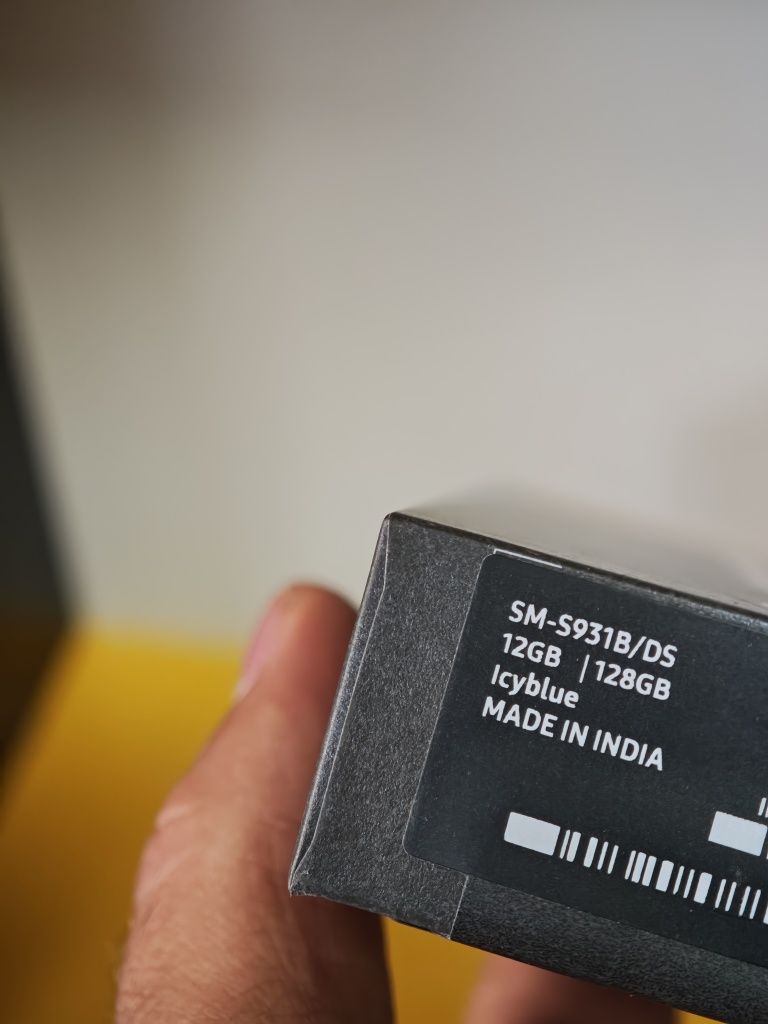 SM-S931B/DS
12GB | 128GB
Icyblue
MADE IN INDIA